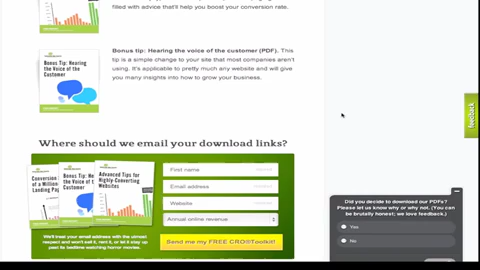 filled with advice that'll help you boost your conversion rate.
Bonus tip: Hearing the voice of the customer (PDF). This
tip is a simple change to your site that most companies aren't
using. It's applicable to pretty much any website and will give
you many insights into how to grow your business.
Bonus Tip: Hearing
the Voice of the
Customer
feedback
Where should we email your download links?
Conversion
of a Million
Landing Pag
Bonus Tip: He
the Voice of
Custom
Advanced Tips for
Highly-Converting
Websites
First name
Email address
Website
Annual online revenue
We'll treat your email address with the utmost
respect and won't sell it, rent it, or let it stay up
past its bedtime watching horror movies.
Send me my FREE CRO Toolkit!
Did you decide to download our PDFs?
Please let us know why or why not. (You can
be brutally honest; we love feedback.)
Yes
No